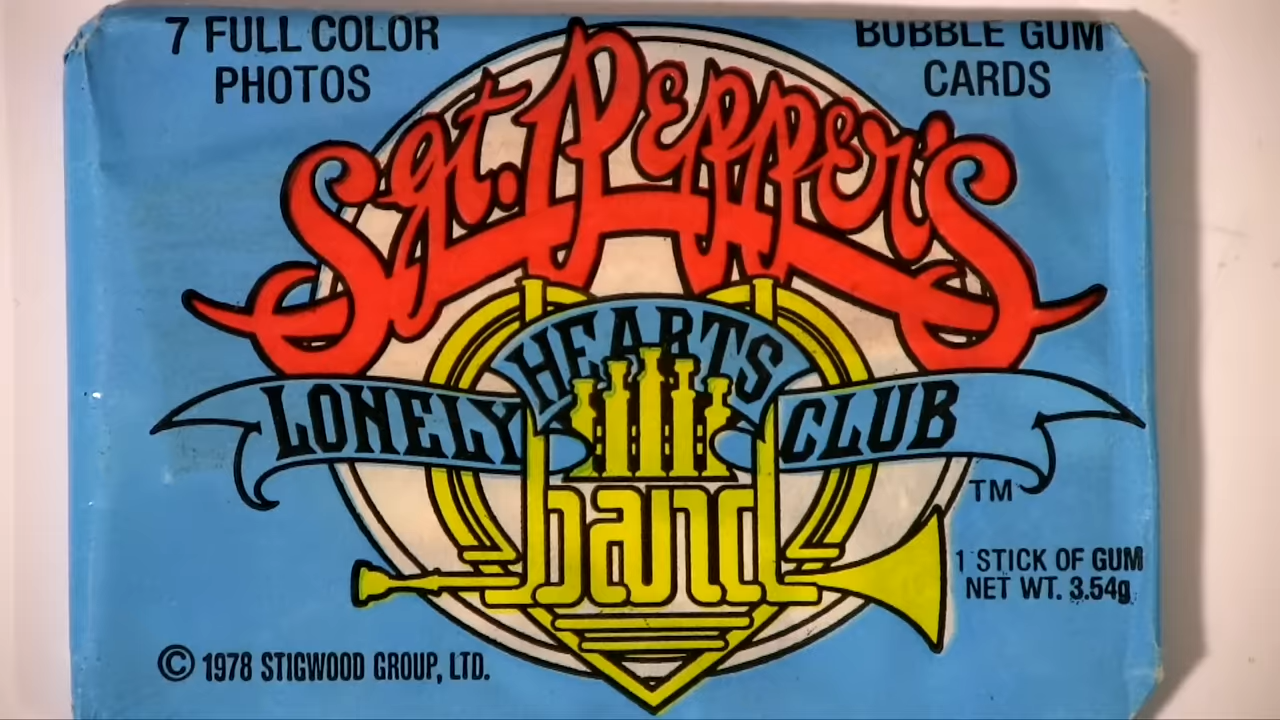 7 FULL COLOR
PHOTOS
BUBBLE GUM
CARDS
Sgt. Pepper's
LONELY HEARTS CLUB
band
TM
1 STICK OF GUM
NET WT. 3.54g
© 1978 STIGWOOD GROUP, LTD.